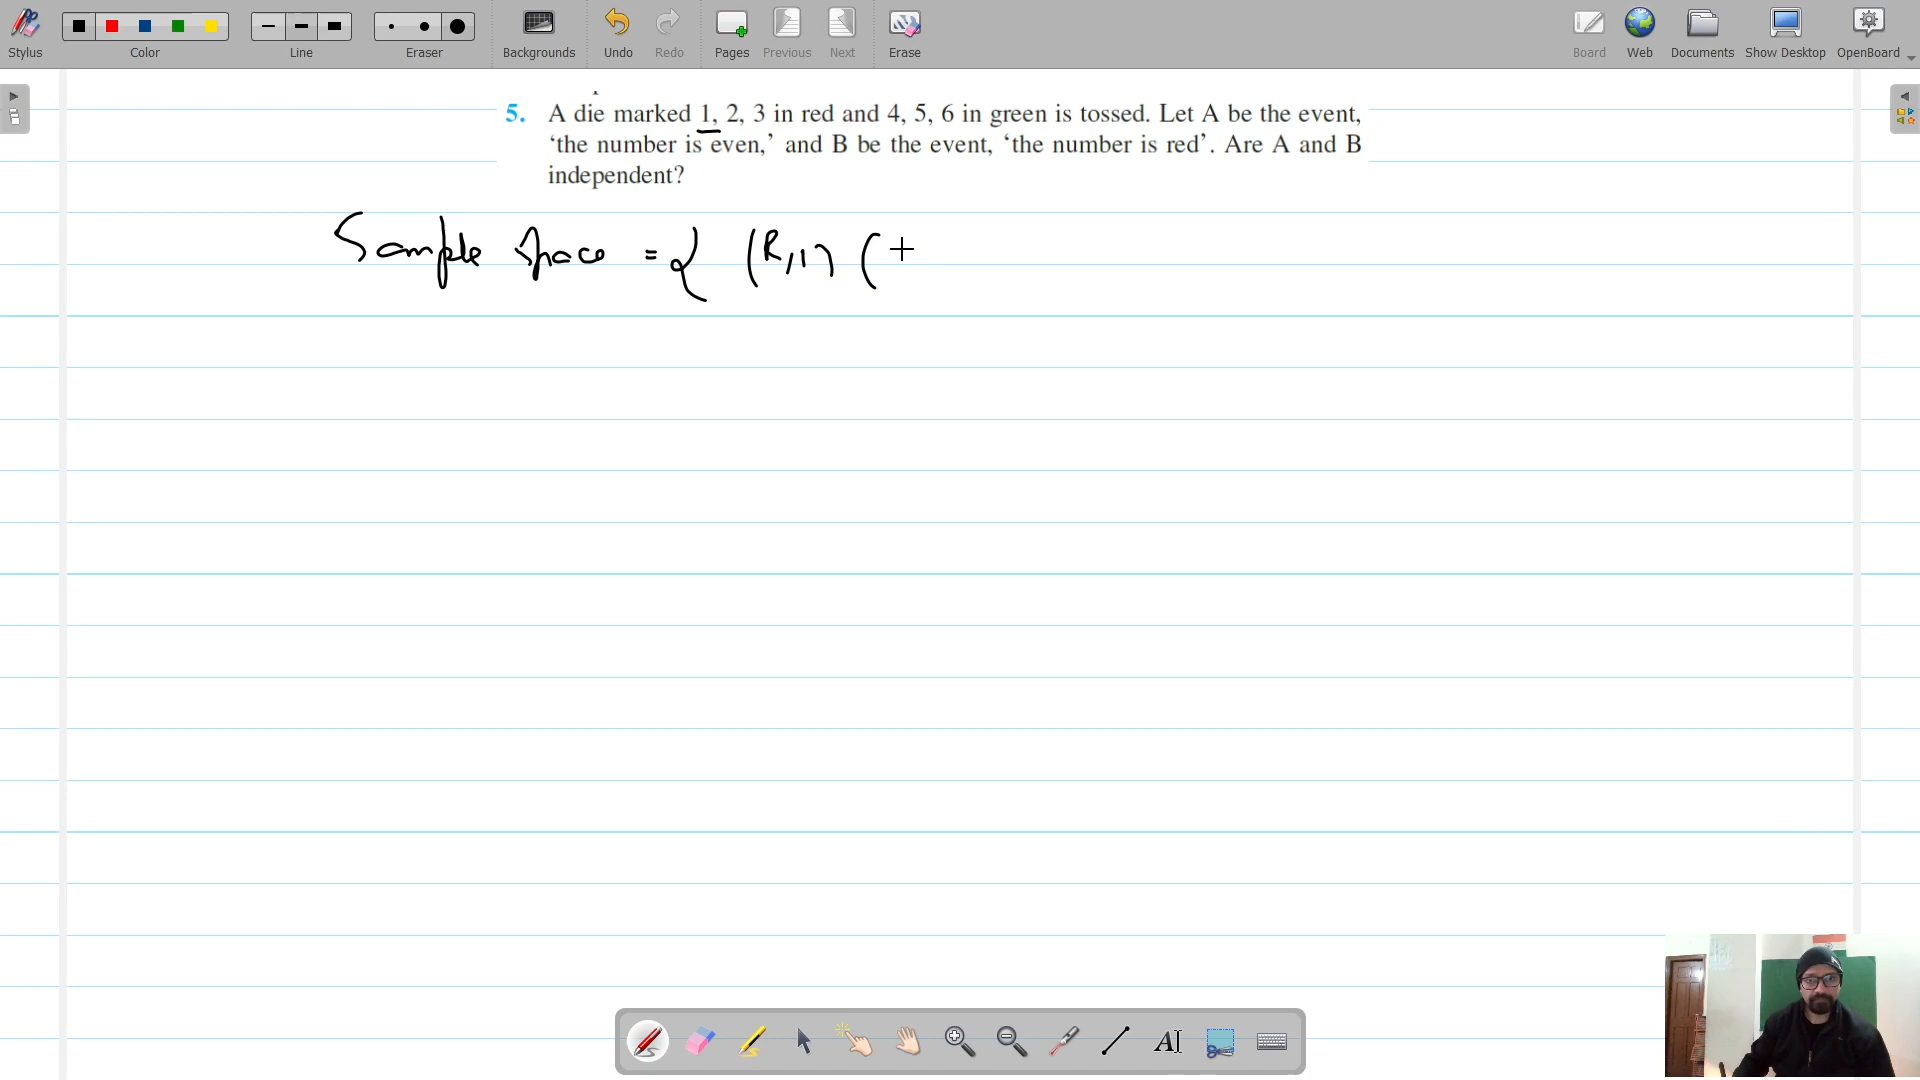 Stylus Color Line Eraser Backgrounds Undo Redo Pages Previous Next Erase Board Web Documents Show Desktop OpenBoard
5. A die marked 1, 2, 3 in red and 4, 5, 6 in green is tossed. Let A be the event,
‘the number is even,’ and B be the event, ‘the number is red’. Are A and B
independent?
Sample Space = { (R,1) (